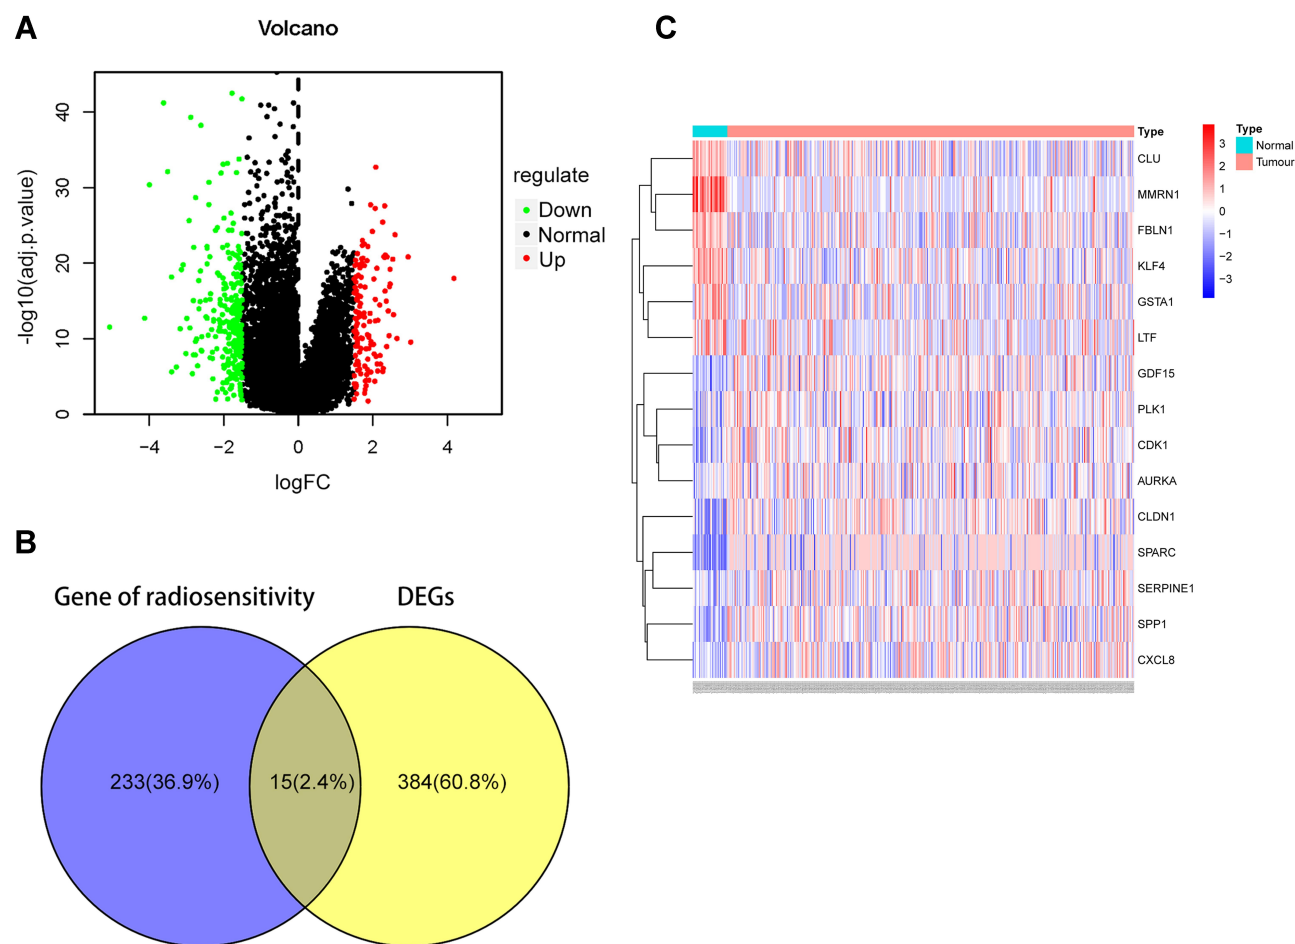 A
Volcano
-log10(adj.p.value)
40
30
20
10
0
−4
−2
0
2
4
logFC
regulate
Down
Normal
Up
B
Gene of radiosensitivity
DEGs
233(36.9%)
15(2.4%)
384(60.8%)
C
Type
CLU
MMRN1
FBLN1
KLF4
GSTA1
LTF
GDF15
PLK1
CDK1
AURKA
CLDN1
SPARC
SERPINE1
SPP1
CXCL8
3
2
1
0
−1
−2
−3
Type
Normal
Tumour